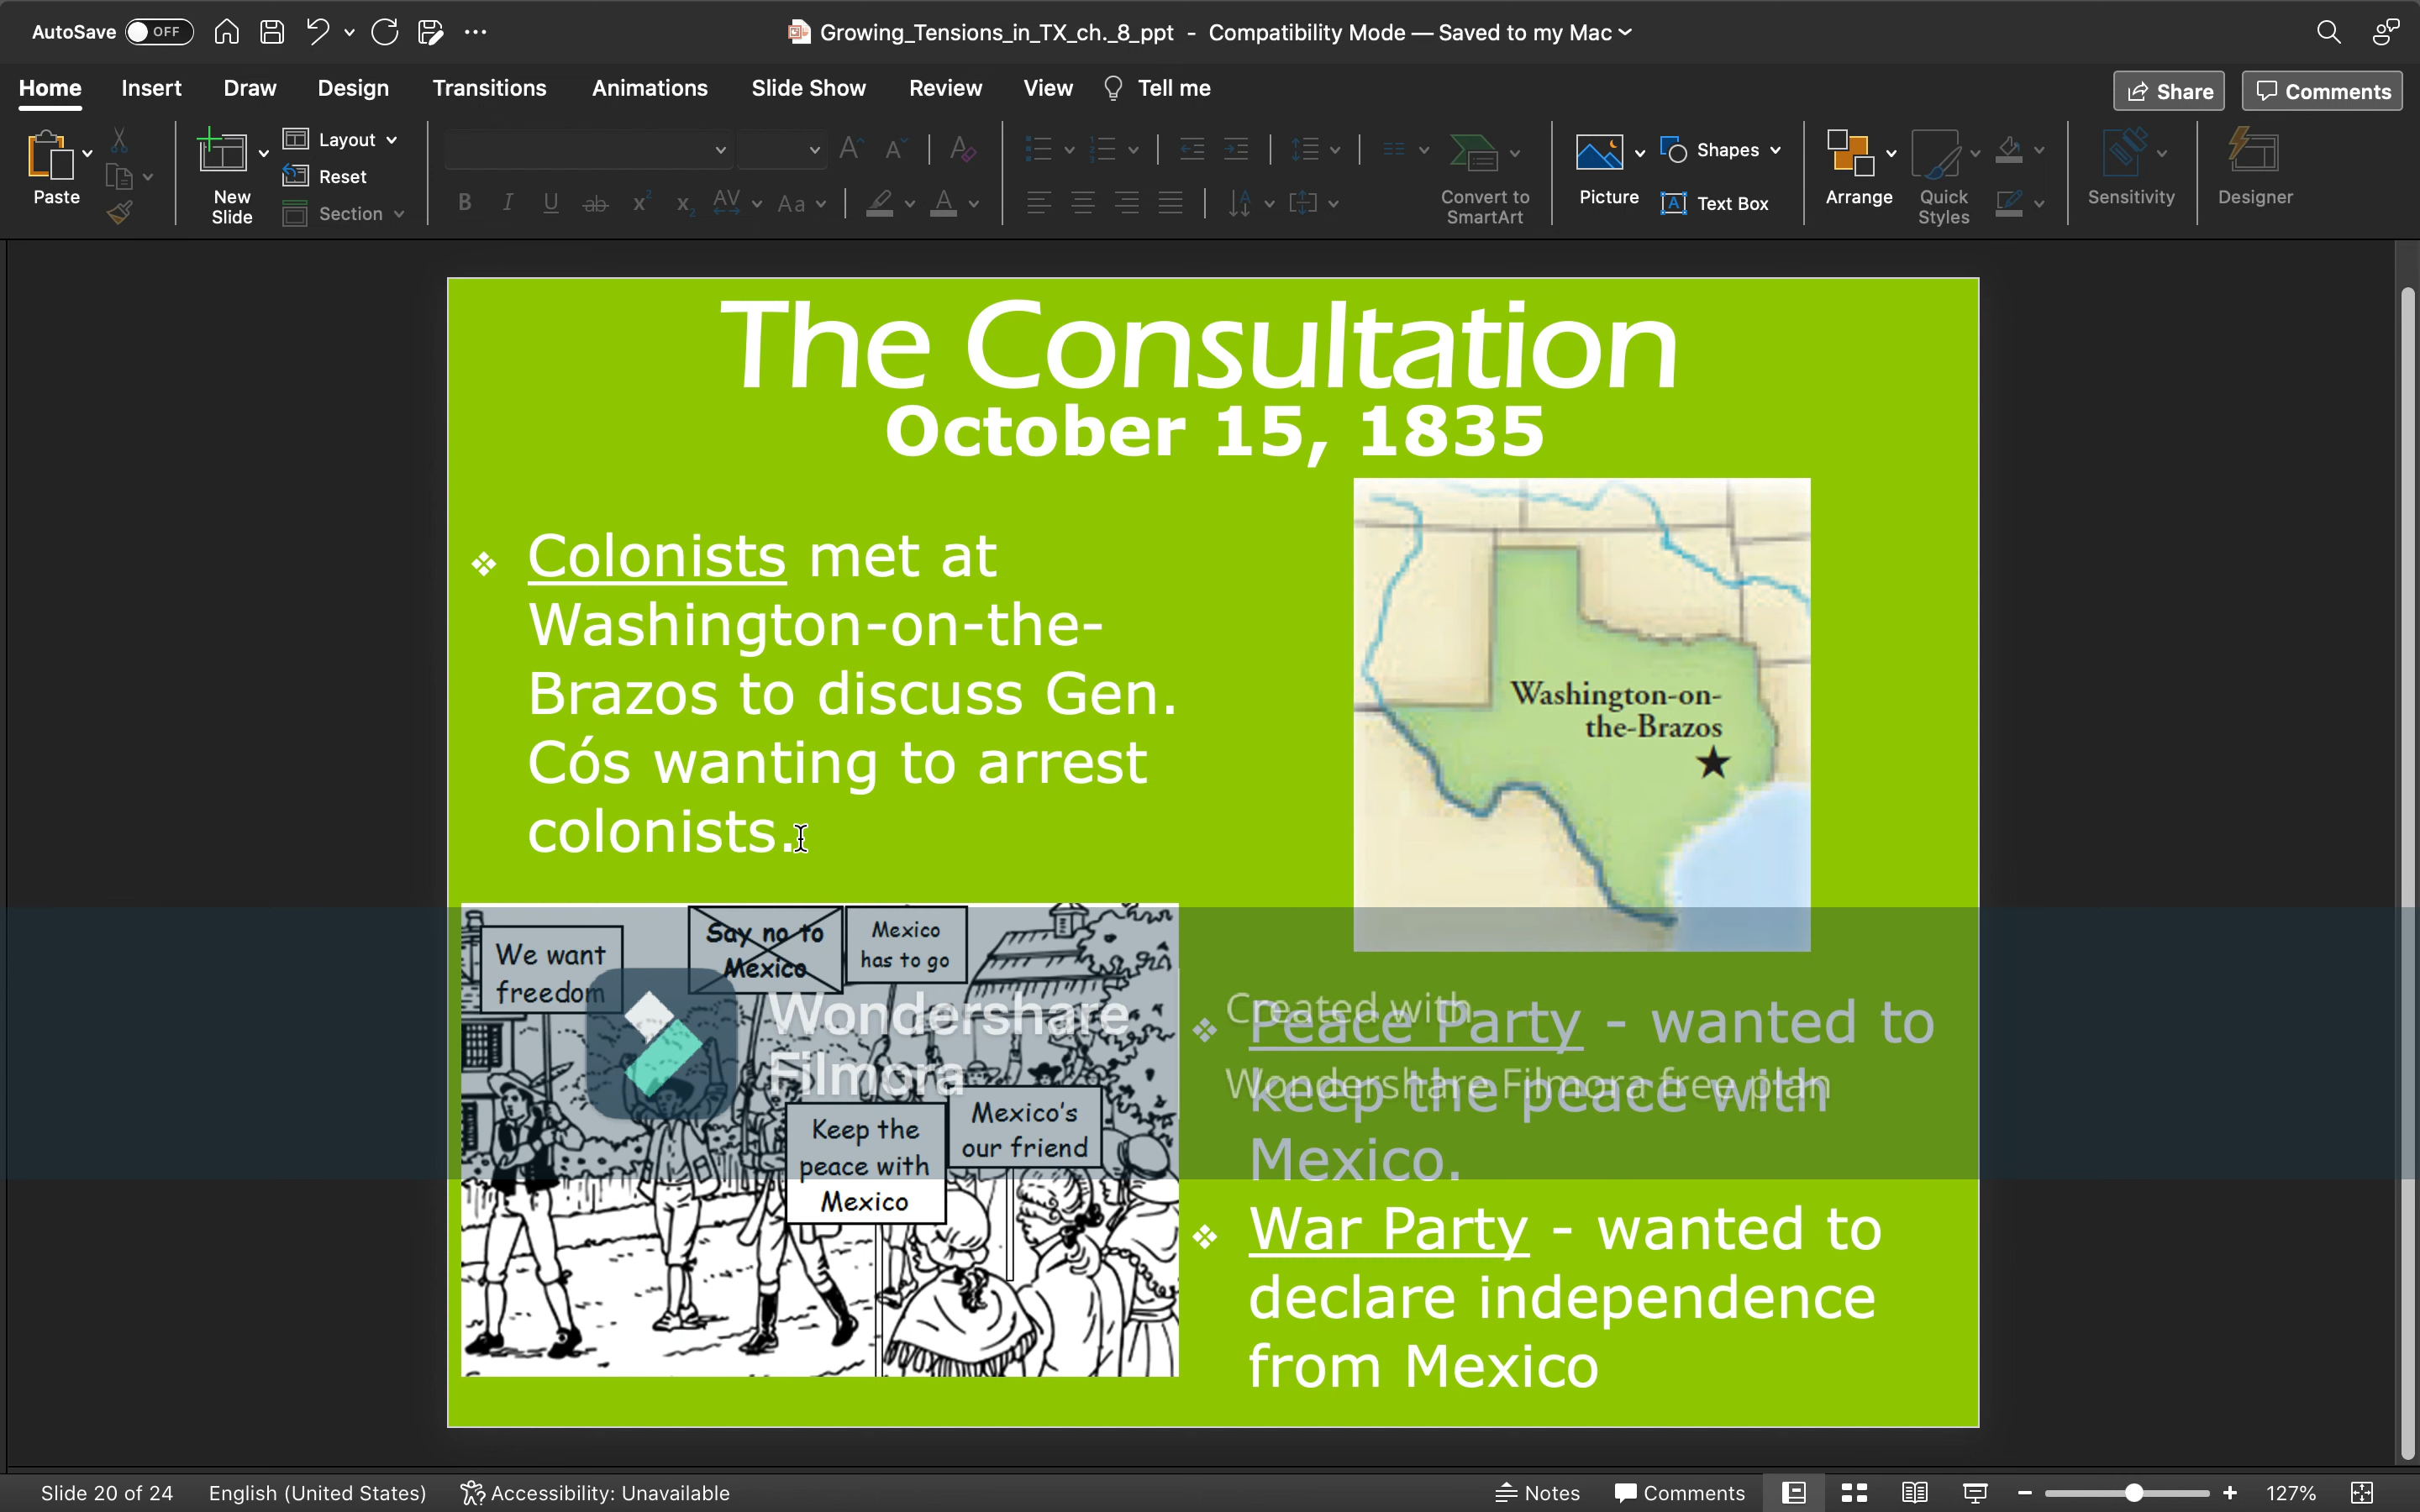 AutoSave OFF
Growing_Tensions_in_TX_ch._8_ppt - Compatibility Mode — Saved to my Mac
Home Insert Draw Design Transitions Animations Slide Show Review View Tell me Share Comments
Paste
New
Slide
Layout
Reset
Section
B I U ab x² x₂ AV Aa A
Convert to
SmartArt
Picture
Shapes
Text Box
Arrange
Quick
Styles
Sensitivity
Designer
The Consultation
October 15, 1835
❖ Colonists met at
Washington-on-the-
Brazos to discuss Gen.
Cós wanting to arrest
colonists.
Washington-on-
the-Brazos
★
We want
freedom
Say no to
Mexico
Mexico
has to go
Keep the
peace with
Mexico
Mexico's
our friend
Wondershare
Filmora
Created with
Wondershare Filmora free plan
❖ Peace Party - wanted to
keep the peace with
Mexico.
❖ War Party - wanted to
declare independence
from Mexico
Slide 20 of 24 English (United States) Accessibility: Unavailable Notes Comments 127%